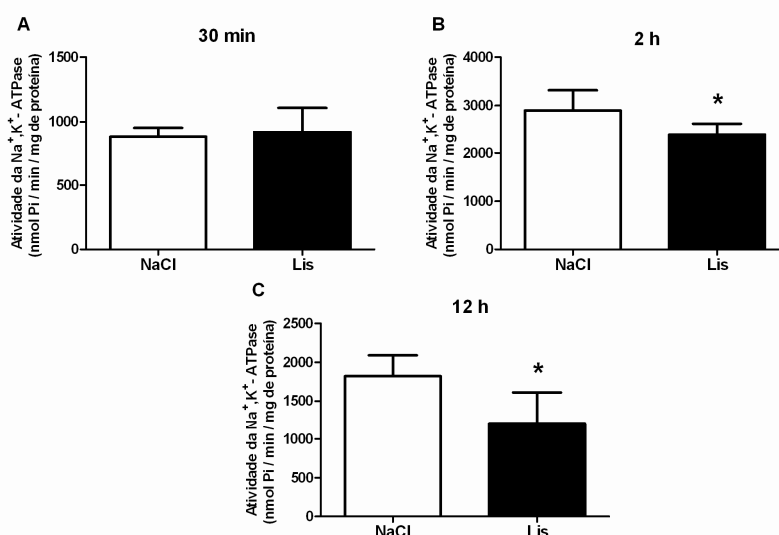 A
30 min
Atividade da Na+,K+- ATPase
(nmol Pi / min / mg de proteína)
1500
1000
500
0
NaCl
Lis
B
2 h
Atividade da Na+,K+- ATPase
(nmol Pi / min / mg de proteína)
4000
3000
2000
1000
0
*
NaCl
Lis
C
12 h
Atividade da Na+,K+- ATPase
(nmol Pi / min / mg de proteína)
2500
2000
1500
1000
500
0
*
NaCl
Lis